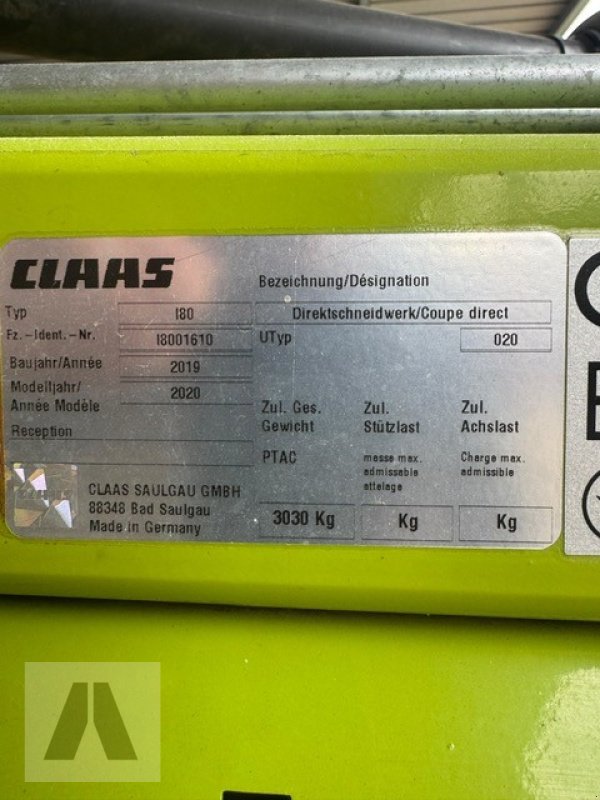 CLAAS
Bezeichnung/Désignation
Typ I80 Direktschneidwerk/Coupe direct
Fz.-Ident.-Nr. I8001610 UTyp 020
Baujahr/Année 2019
Modelljahr/ 2020
Année Modèle
Reception
Zul. Ges. Zul. Zul.
Gewicht Stützlast Achslast
PTAC masse max. Charge max.
admissable admissible
attelage
3030 Kg Kg Kg
CLAAS SAULGAU GMBH
88348 Bad Saulgau
Made in Germany